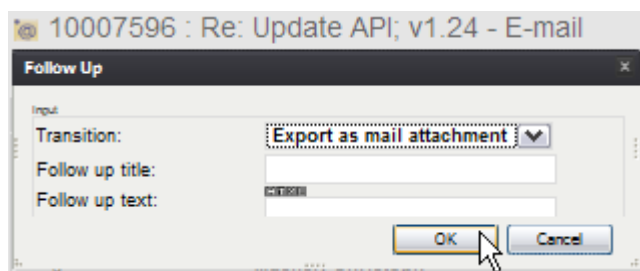 10007596 : Re: Update API; v1.24 - E-mail
Follow Up
Input
Transition: Export as mail attachment
Follow up title:
Follow up text:
HTML
OK Cancel